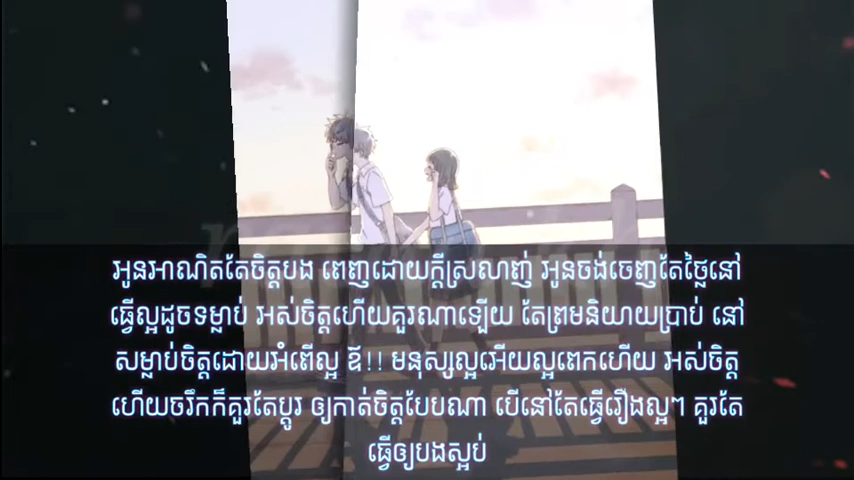 អូនអាណិតតែចិត្តបង ពេញដោយក្ដីស្រលាញ់ អូនចង់ចេញតែថ្លៃនៅ
ធ្វើល្អដូចទម្លាប់ អស់ចិត្តហើយគួរណាឡើយ តែព្រមនិយាយប្រាប់ នៅ
សម្លាប់ចិត្តដោយអំពើល្អ ឪ!! មនុស្សល្អអើយល្អពេកហើយ អស់ចិត្ត
ហើយចរឹកក៏គួរតែប្ដូរ ឲ្យកាត់ចិត្តបែបណា បើនៅតែធ្វើរឿងល្អៗ គួរតែ
ធ្វើឲ្យបងស្អប់